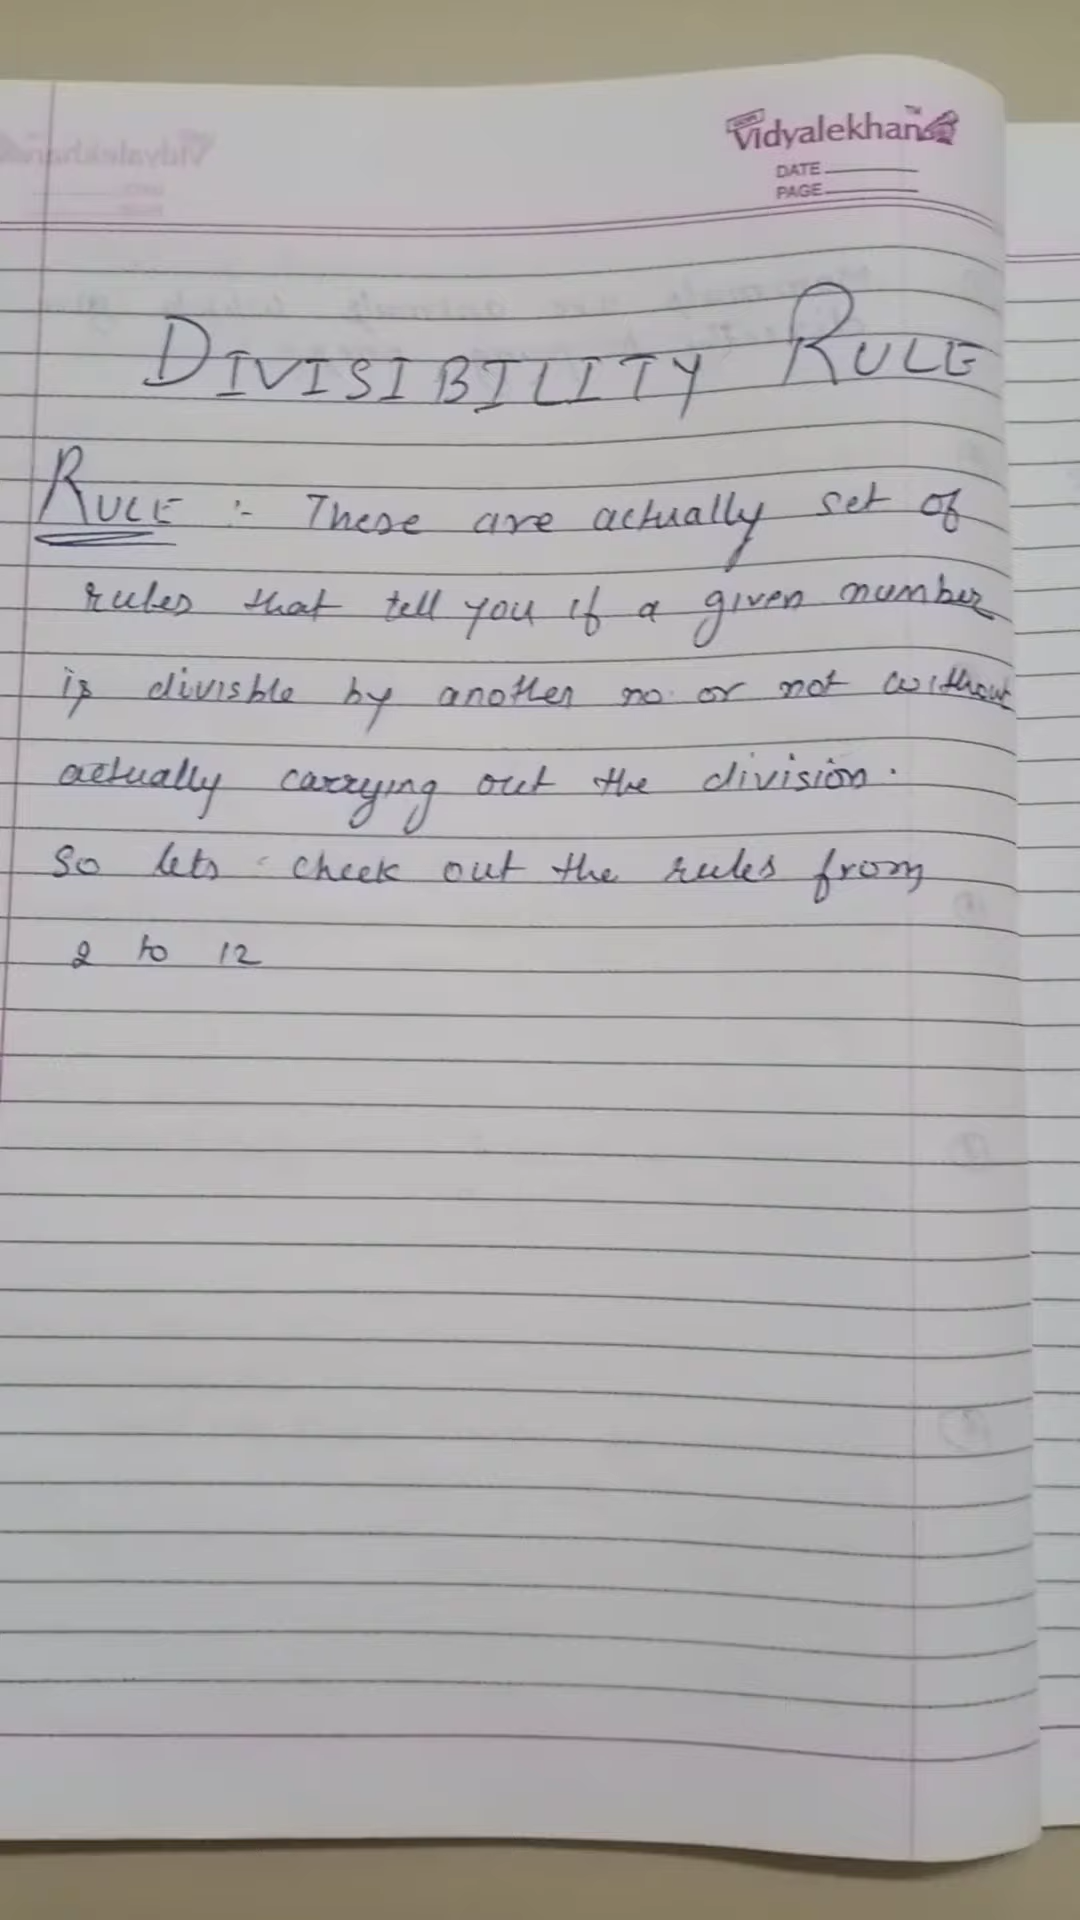 Vidyalekhan
DATE
PAGE
DIVISIBILITY RULE
RULE :- These are actually set of
rules that tell you if a given number
is divisble by another no. or not without
actually carrying out the division.
So lets check out the rules from
2 to 12